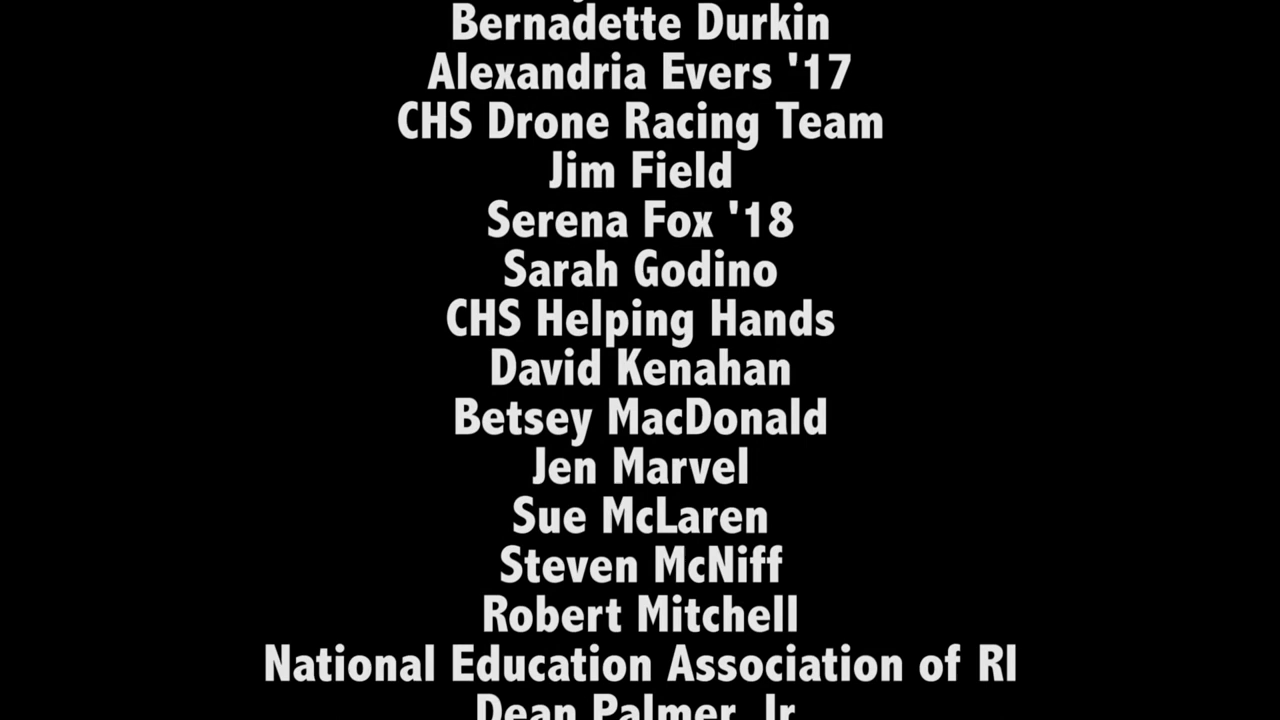 Bernadette Durkin
Alexandria Evers '17
CHS Drone Racing Team
Jim Field
Serena Fox '18
Sarah Godino
CHS Helping Hands
David Kenahan
Betsey MacDonald
Jen Marvel
Sue McLaren
Steven McNiff
Robert Mitchell
National Education Association of RI
Dean Palmer, Jr.